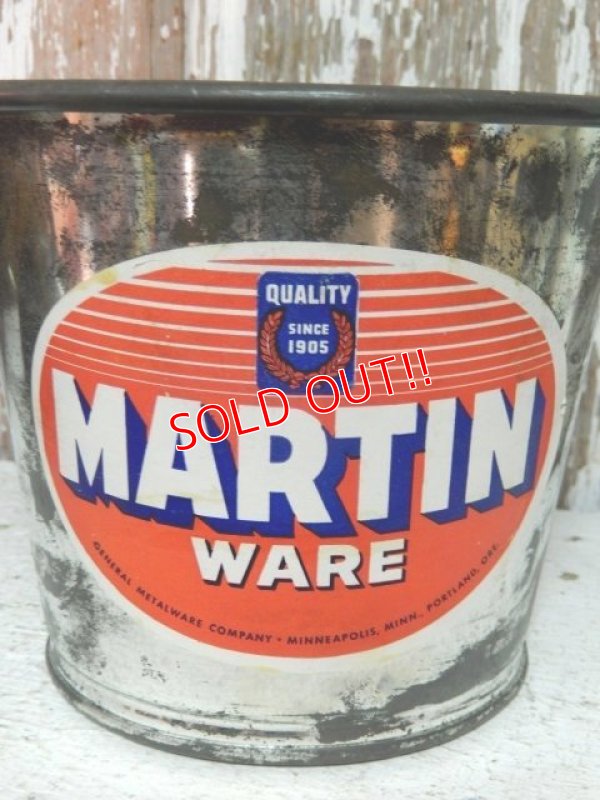 QUALITY
SINCE
1905
SOLD OUT!!
MARTIN
WARE
GENERAL METALWARE COMPANY • MINNEAPOLIS, MINN., PORTLAND, ORE.